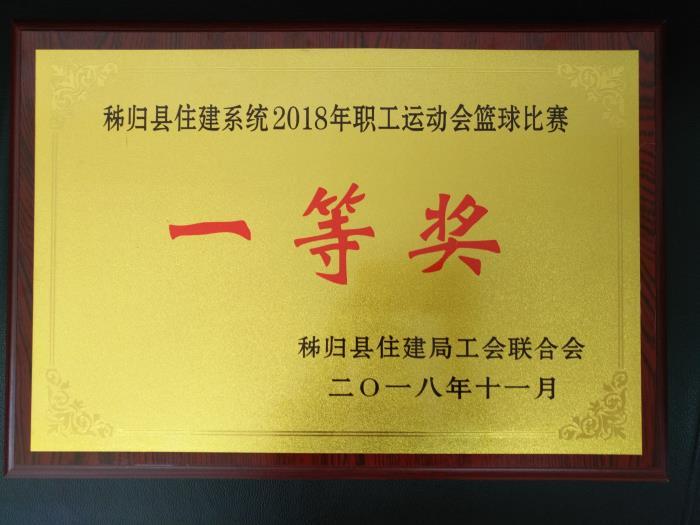 秭归县住建系统2018年职工运动会篮球比赛
一等奖
秭归县住建局工会联合会
二〇一八年十一月